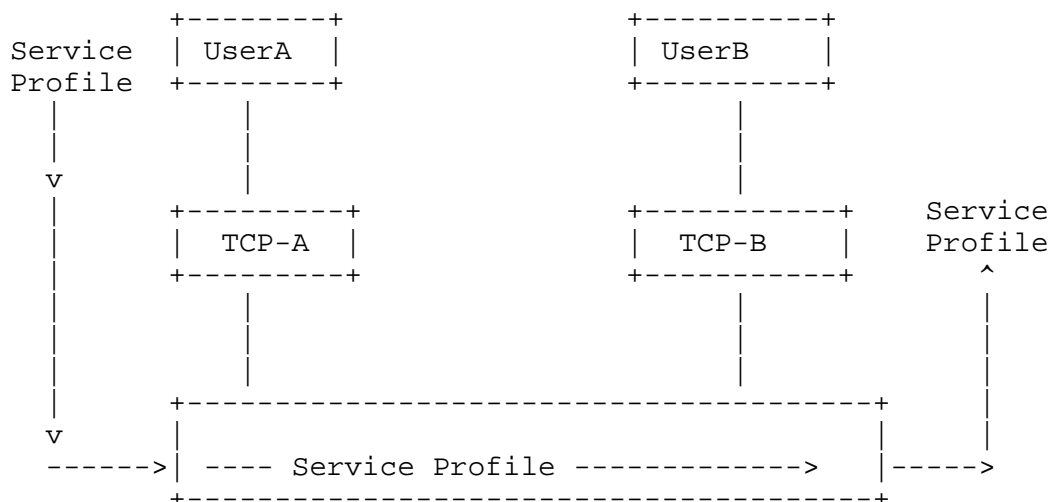 Service | UserA | | UserB |
Profile
TCP-A TCP-B Service
Profile
Service Profile